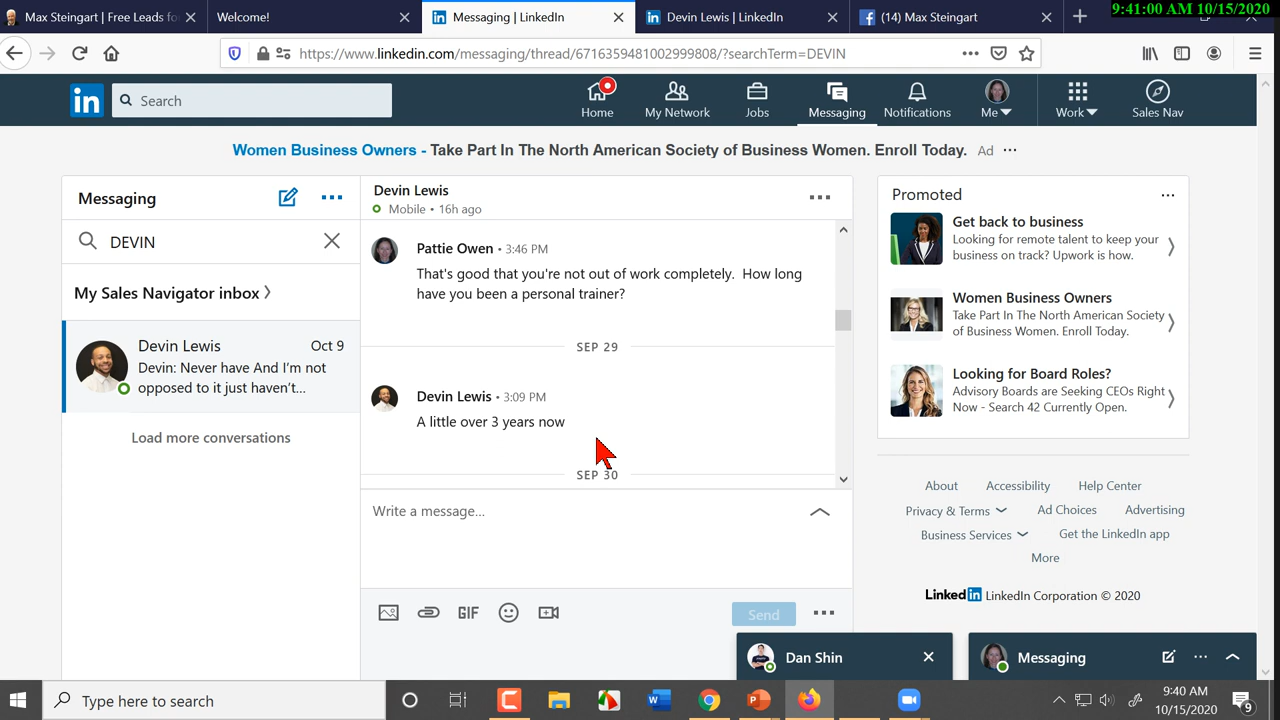 9:41:00 AM 10/15/2020
Max Steingart | Free Leads fo
Welcome!
Messaging | LinkedIn
Devin Lewis | LinkedIn
(14) Max Steingart
https://www.linkedin.com/messaging/thread/6716359481002999808/?searchTerm=DEVIN
in
Search
Home
My Network
Jobs
Messaging
Notifications
Me
Work
Sales Nav
Women Business Owners - Take Part In The North American Society of Business Women. Enroll Today. Ad
Messaging
DEVIN
My Sales Navigator inbox
Devin Lewis Oct 9
Devin: Never have And I'm not
opposed to it just haven't...
Load more conversations
Devin Lewis
Mobile • 16h ago
Pattie Owen • 3:46 PM
That's good that you're not out of work completely. How long
have you been a personal trainer?
SEP 29
Devin Lewis • 3:09 PM
A little over 3 years now
SEP 30
Write a message...
GIF
Send
Promoted
Get back to business
Looking for remote talent to keep your
business on track? Upwork is how.
Women Business Owners
Take Part In The North American Society
of Business Women. Enroll Today.
Looking for Board Roles?
Advisory Boards are Seeking CEOs Right
Now - Search 42 Currently Open.
About Accessibility Help Center
Privacy & Terms Ad Choices Advertising
Business Services Get the LinkedIn app
More
LinkedIn LinkedIn Corporation © 2020
Dan Shin
Messaging
Type here to search
9:40 AM
10/15/2020
9